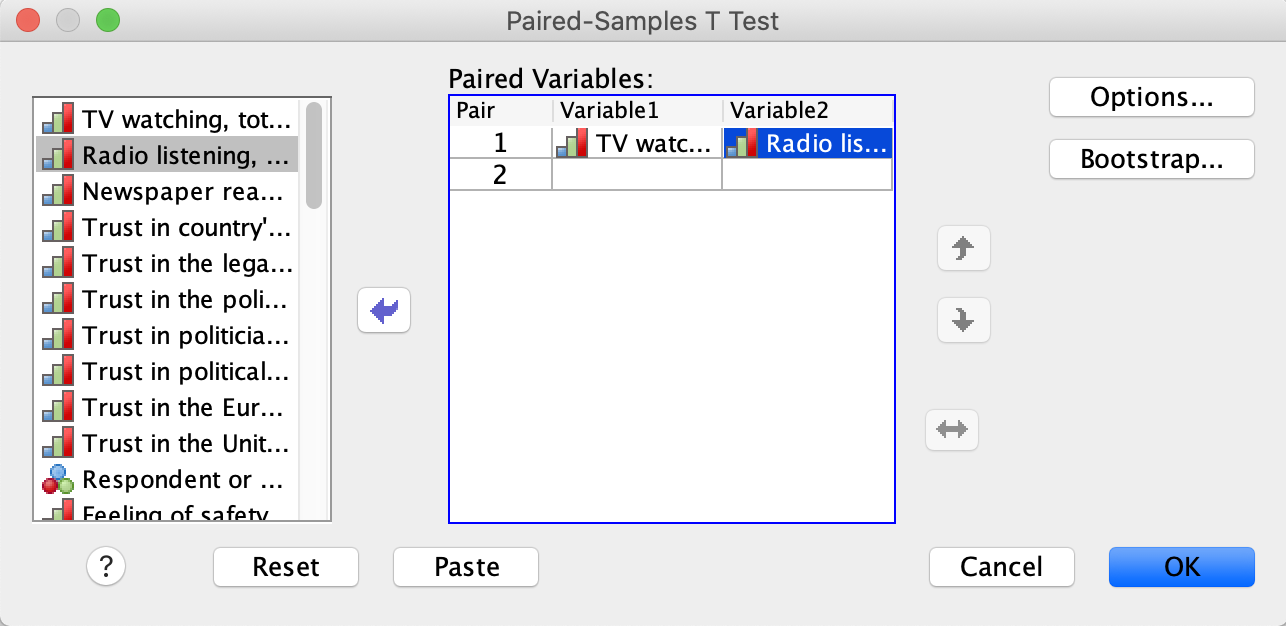 Paired-Samples T Test
Paired Variables:
TV watching, tot...
Radio listening, ...
Newspaper rea...
Trust in country'...
Trust in the lega...
Trust in the poli...
Trust in politicia...
Trust in political...
Trust in the Eur...
Trust in the Unit...
Respondent or ...
Feeling of safety
Pair Variable1 Variable2
1 TV watc... Radio lis...
2
Options...
Bootstrap...
? Reset Paste Cancel OK